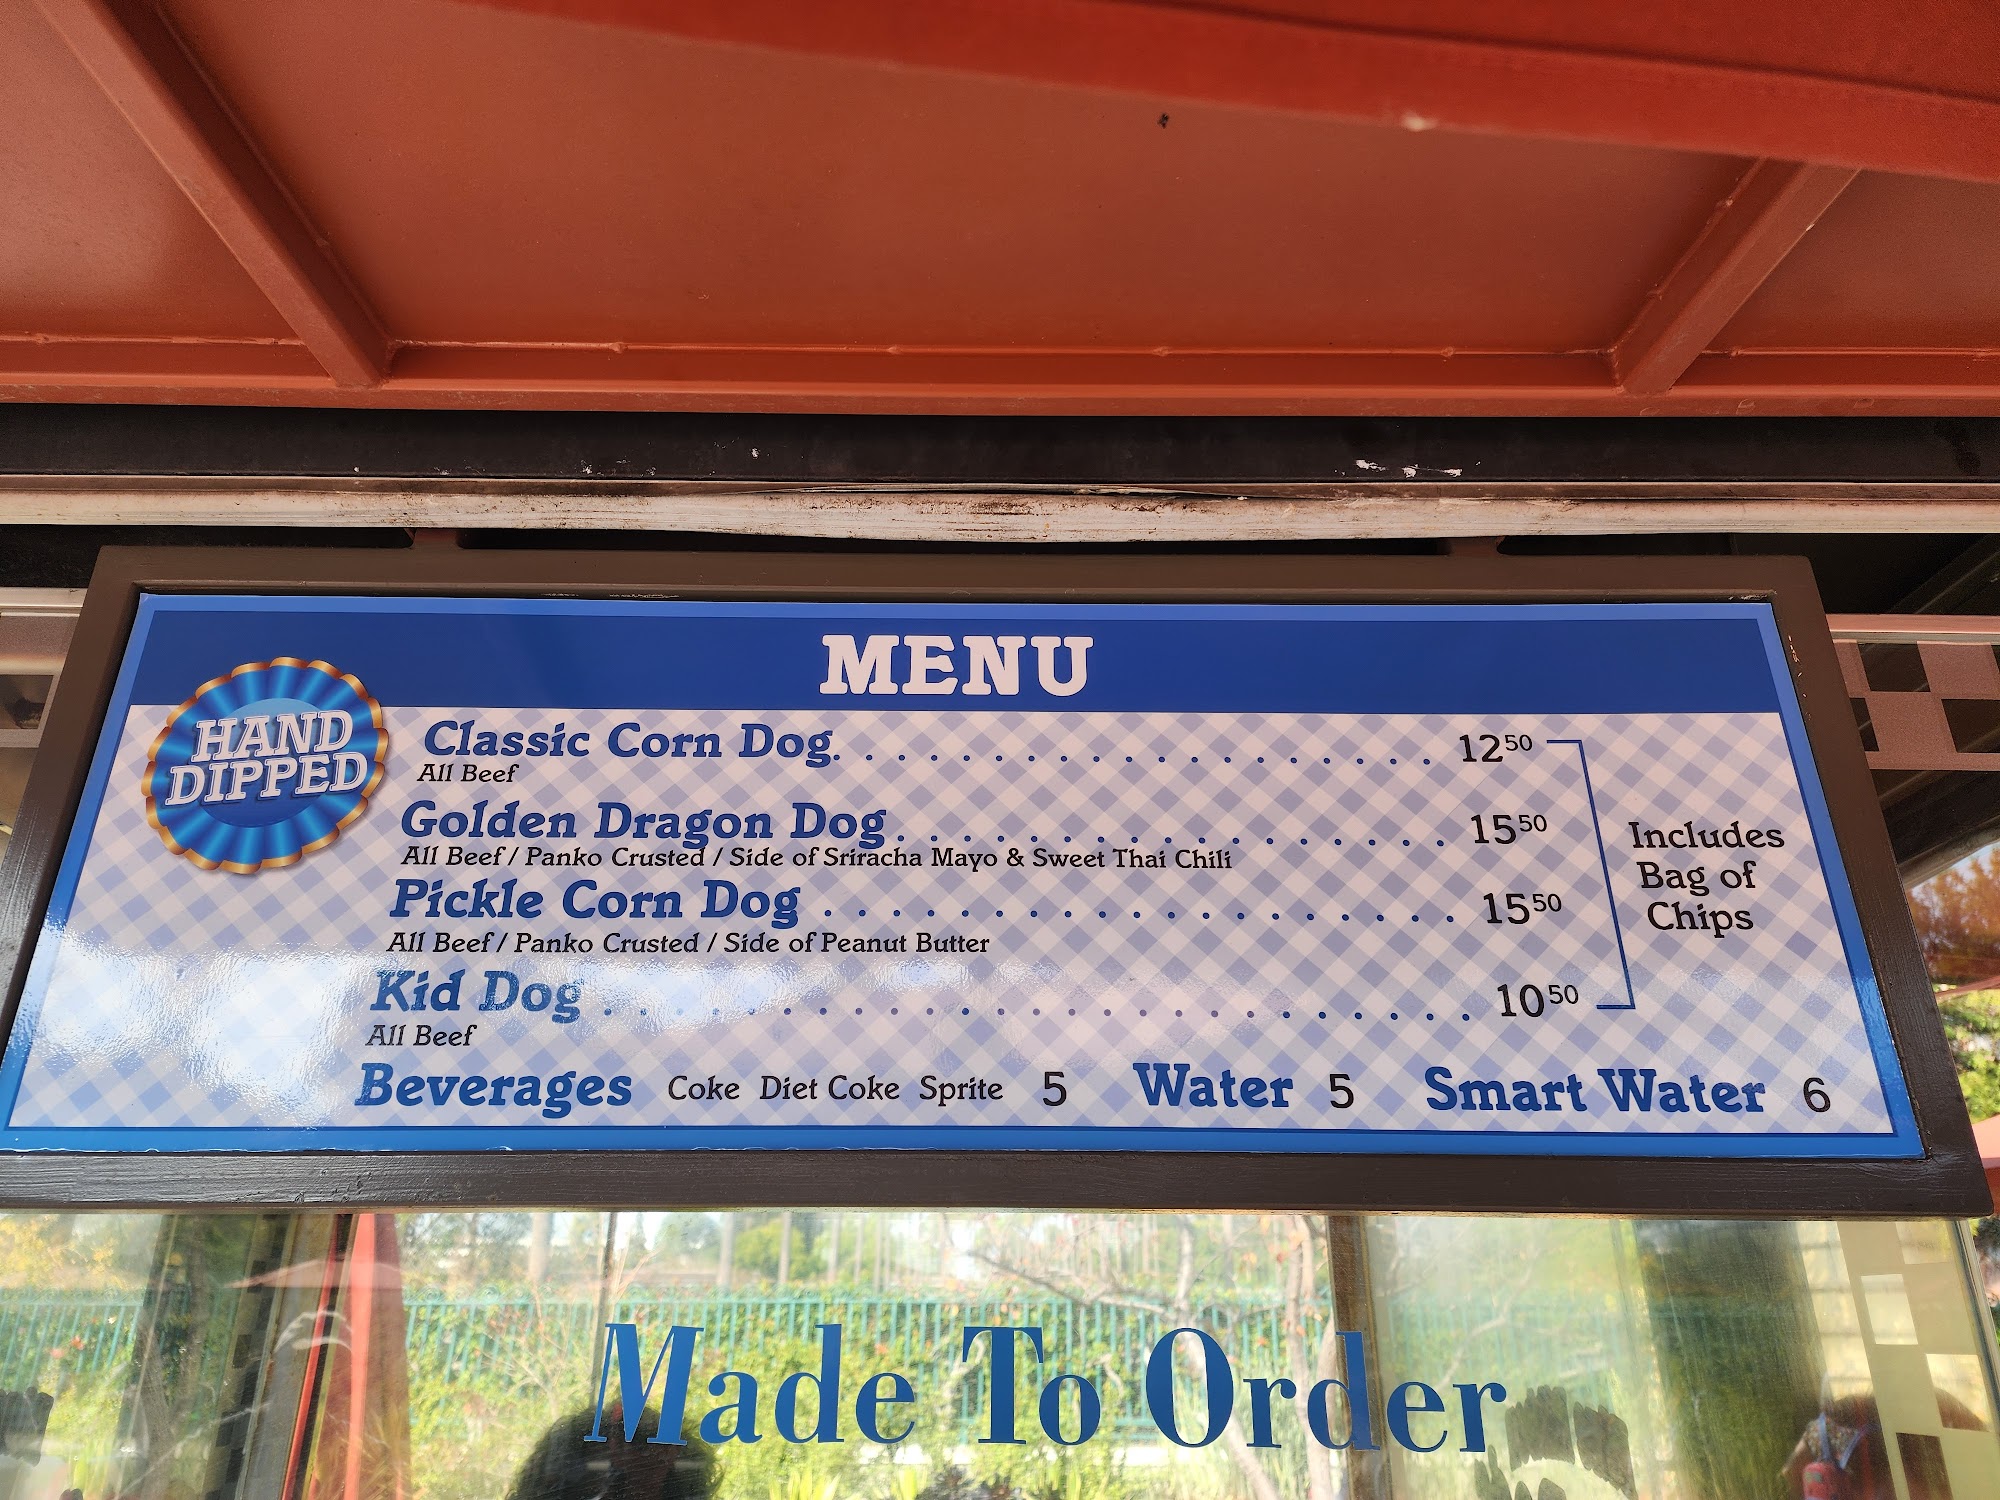 MENU
HAND
DIPPED
Classic Corn Dog. . . . . . . . . . . . . . . . . . 12 50
All Beef
Golden Dragon Dog. . . . . . . . . . . . . . . . . 15 50
All Beef / Panko Crusted / Side of Sriracha Mayo & Sweet Thai Chili
Pickle Corn Dog . . . . . . . . . . . . . . . . . . . 15 50
All Beef / Panko Crusted / Side of Peanut Butter
Kid Dog . . . . . . . . . . . . . . . . . . . . . . . . . 10 50
All Beef
Includes
Bag of
Chips
Beverages Coke Diet Coke Sprite 5 Water 5 Smart Water 6
Made To Order